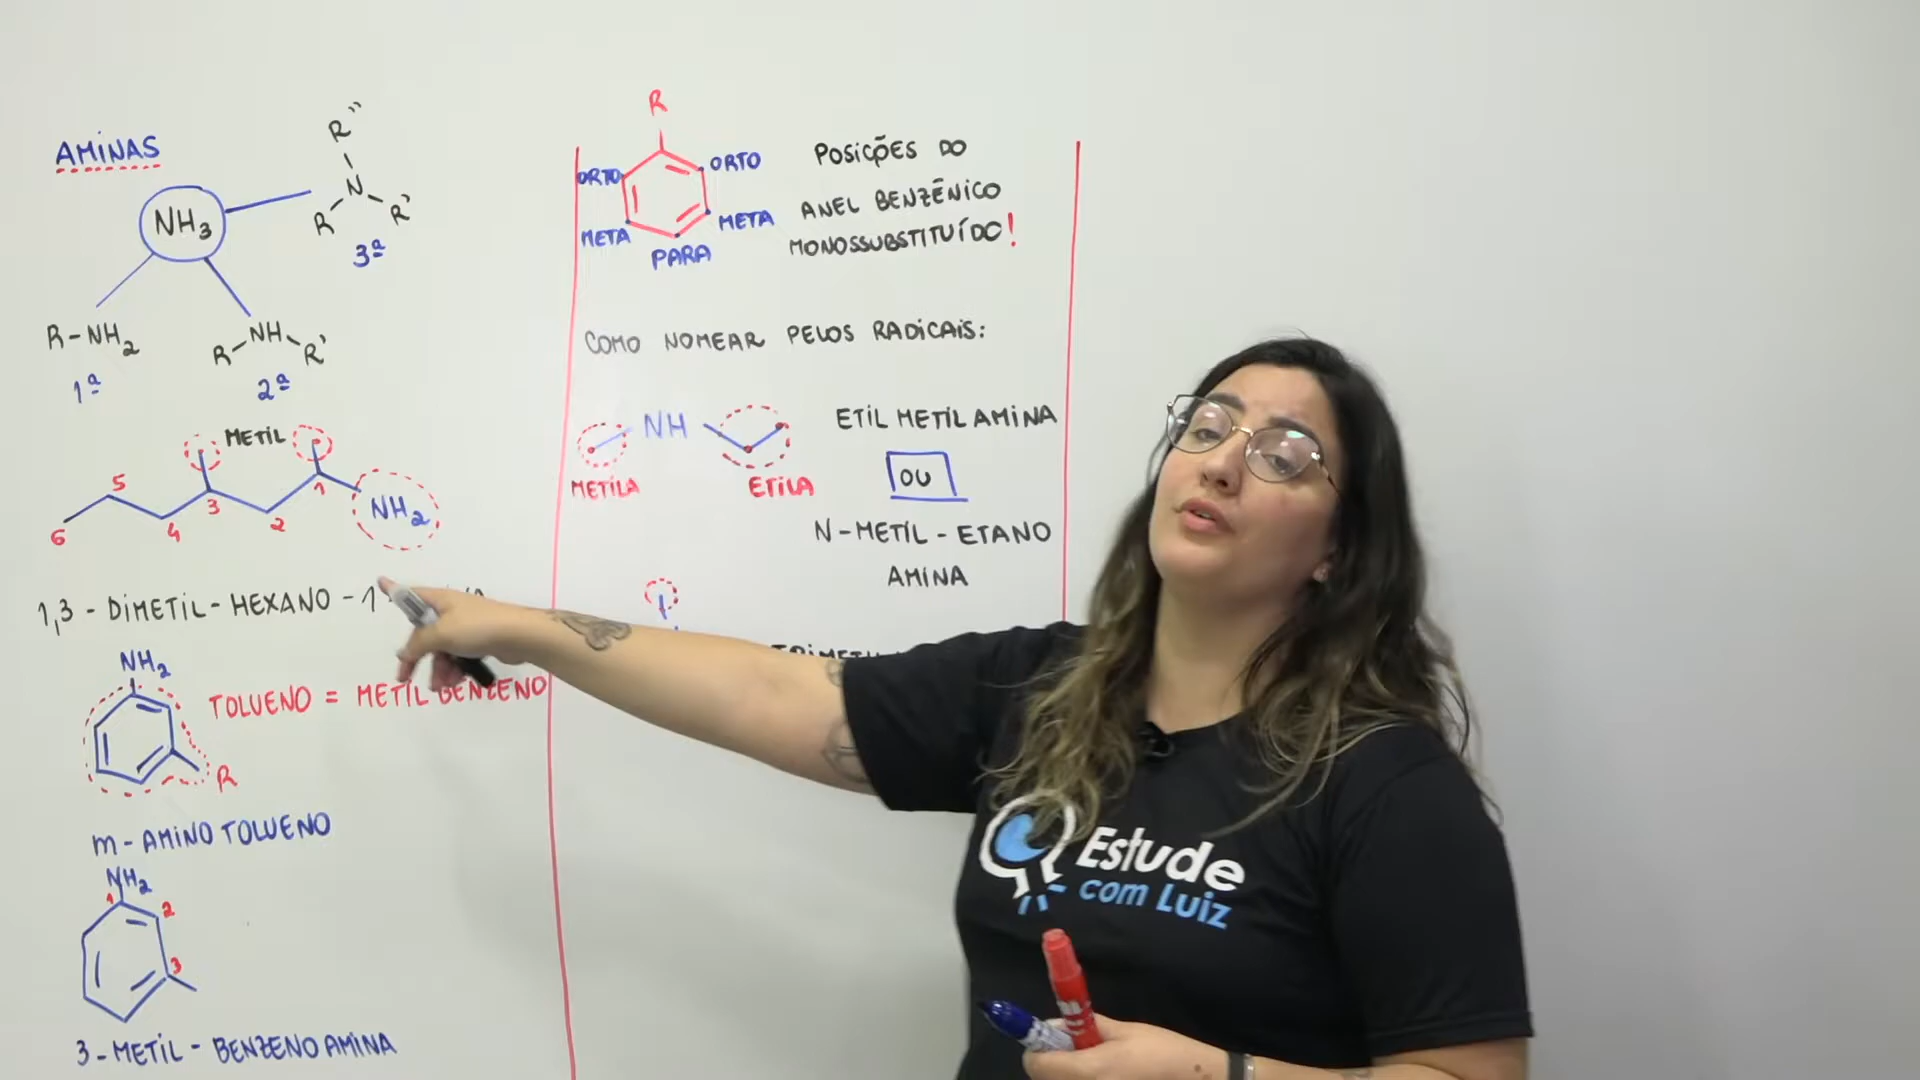 AMINAS
NH3
R"
N
R R'
3ª
R-NH2
1ª
NH
R R'
2ª
METIL
6 5 4 3 2 1
NH2
1,3 - DIMETIL - HEXANO - 1
NH2
TOLUENO = METIL BENZENO
R
m - AMINO TOLUENO
NH2
1
2
3
3 - METIL - BENZENO AMINA
R
ORTO ORTO
META META
PARA
POSIÇÕES DO
ANEL BENZÊNICO
MONOSSUBSTITUÍDO!
COMO NOMEAR PELOS RADICAIS:
NH
METILA ETILA
ETIL METIL AMINA
OU
N - METIL - ETANO
AMINA
Estude
com Luiz